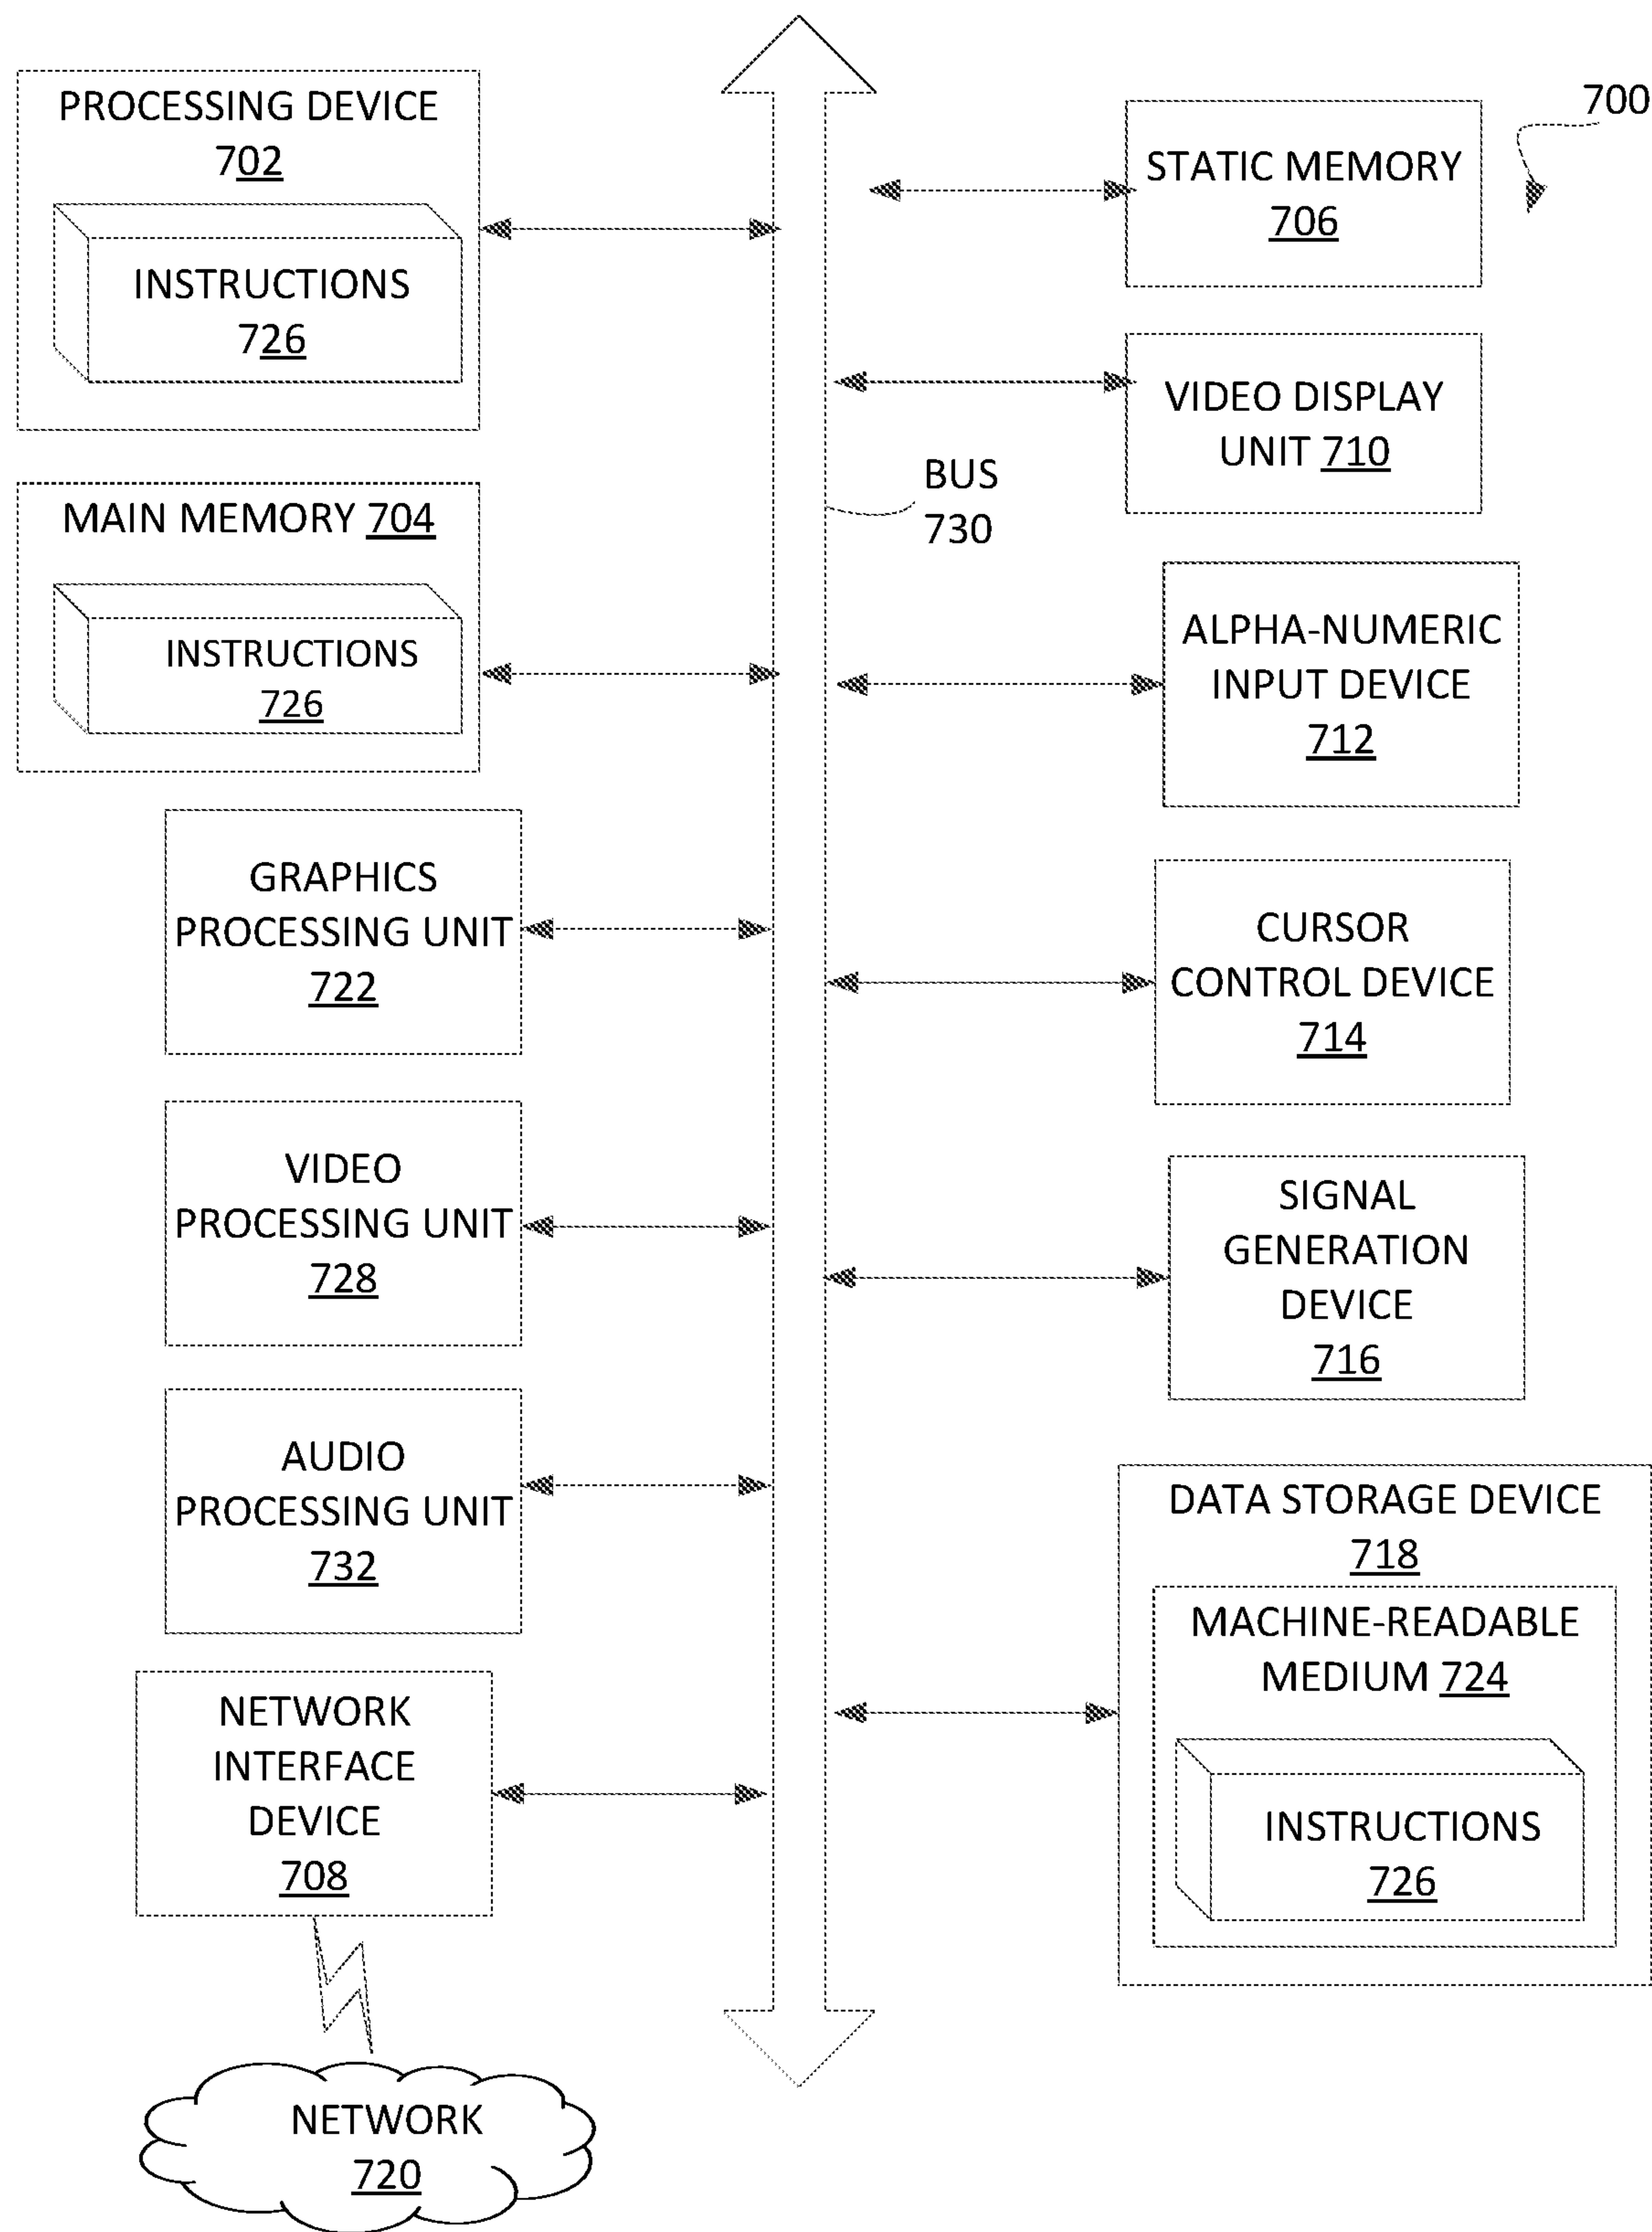 PROCESSING DEVICE
702
INSTRUCTIONS
726
MAIN MEMORY 704
INSTRUCTIONS
726
GRAPHICS
PROCESSING UNIT
722
VIDEO
PROCESSING UNIT
728
AUDIO
PROCESSING UNIT
732
NETWORK
INTERFACE
DEVICE
708
NETWORK
720
BUS
730
700
STATIC MEMORY
706
VIDEO DISPLAY
UNIT 710
ALPHA-NUMERIC
INPUT DEVICE
712
CURSOR
CONTROL DEVICE
714
SIGNAL
GENERATION
DEVICE
716
DATA STORAGE DEVICE
718
MACHINE-READABLE
MEDIUM 724
INSTRUCTIONS
726